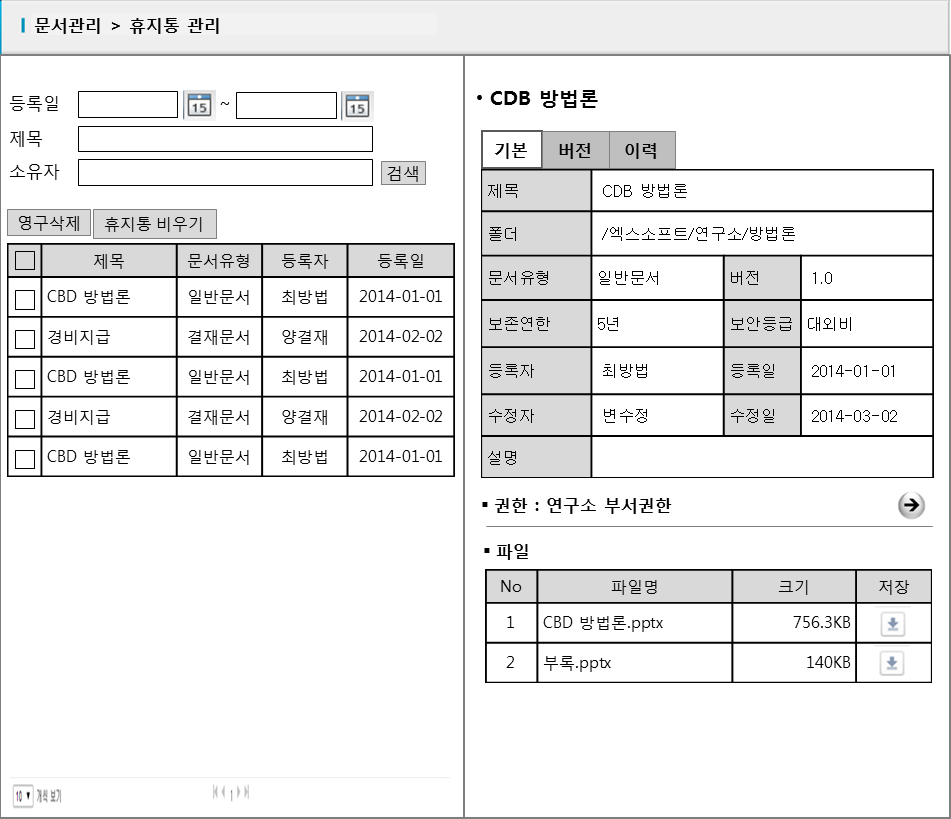 문서관리 > 휴지통 관리
등록일 15 ~ 15
제목
소유자 검색
영구삭제 휴지통 비우기
제목 문서유형 등록자 등록일
CBD 방법론 일반문서 최방법 2014-01-01
경비지급 결재문서 양결재 2014-02-02
CBD 방법론 일반문서 최방법 2014-01-01
경비지급 결재문서 양결재 2014-02-02
CBD 방법론 일반문서 최방법 2014-01-01
10 ▼ 개씩 보기 1
• CDB 방법론
기본 버전 이력
제목 CDB 방법론
폴더 /엑스소프트/연구소/방법론
문서유형 일반문서 버전 1.0
보존연한 5년 보안등급 대외비
등록자 최방법 등록일 2014-01-01
수정자 변수정 수정일 2014-03-02
설명
▪ 권한 : 연구소 부서권한
▪ 파일
No 파일명 크기 저장
1 CBD 방법론.pptx 756.3KB
2 부록.pptx 140KB